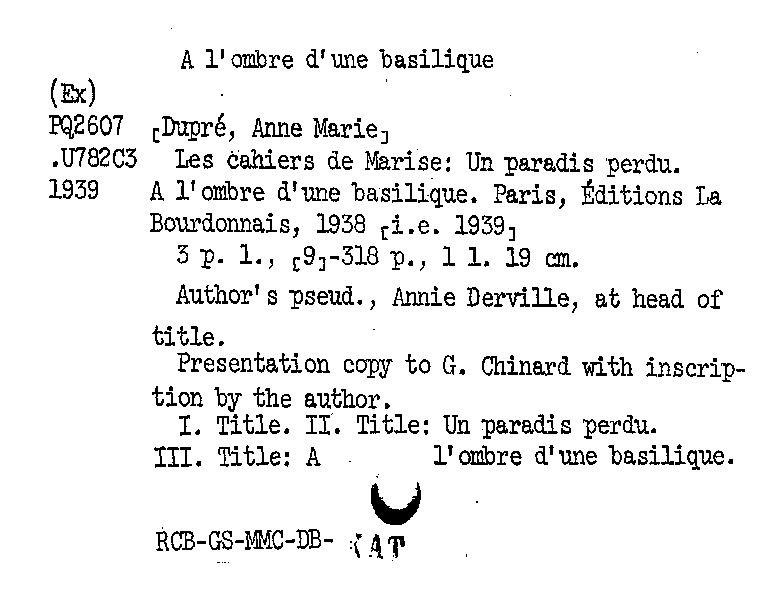 A l'ombre d'une basilique
(Ex)
PQ2607 [Dupré, Anne Marie]
.U782C3 Les cahiers de Marise: Un paradis perdu.
1939 A l'ombre d'une basilique. Paris, Éditions La
Bourdonnais, 1938 [i.e. 1939]
3 p. l., [9]-318 p., 1 l. 19 cm.
Author's pseud., Annie Derville, at head of
title.
Presentation copy to G. Chinard with inscrip-
tion by the author.
I. Title. II. Title: Un paradis perdu.
III. Title: A l'ombre d'une basilique.
RCB-GS-MMC-DB-